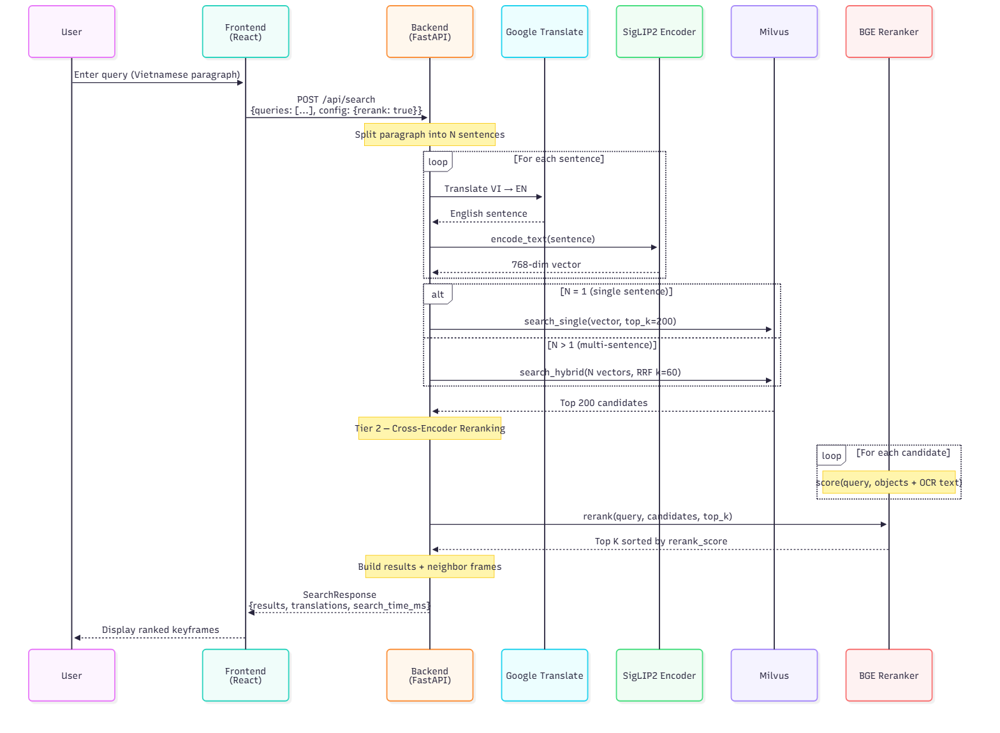 User
Frontend
(React)
Backend
(FastAPI)
Google Translate
SigLIP2 Encoder
Milvus
BGE Reranker
Enter query (Vietnamese paragraph)
POST /api/search
{queries: [...], config: {rerank: true}}
Split paragraph into N sentences
loop
[For each sentence]
Translate VI → EN
English sentence
encode_text(sentence)
768-dim vector
alt
[N = 1 (single sentence)]
search_single(vector, top_k=200)
[N > 1 (multi-sentence)]
search_hybrid(N vectors, RRF k=60)
Top 200 candidates
Tier 2 — Cross-Encoder Reranking
loop
[For each candidate]
score(query, objects + OCR text)
rerank(query, candidates, top_k)
Top K sorted by rerank_score
Build results + neighbor frames
SearchResponse
{results, translations, search_time_ms}
Display ranked keyframes
User
Frontend
(React)
Backend
(FastAPI)
Google Translate
SigLIP2 Encoder
Milvus
BGE Reranker